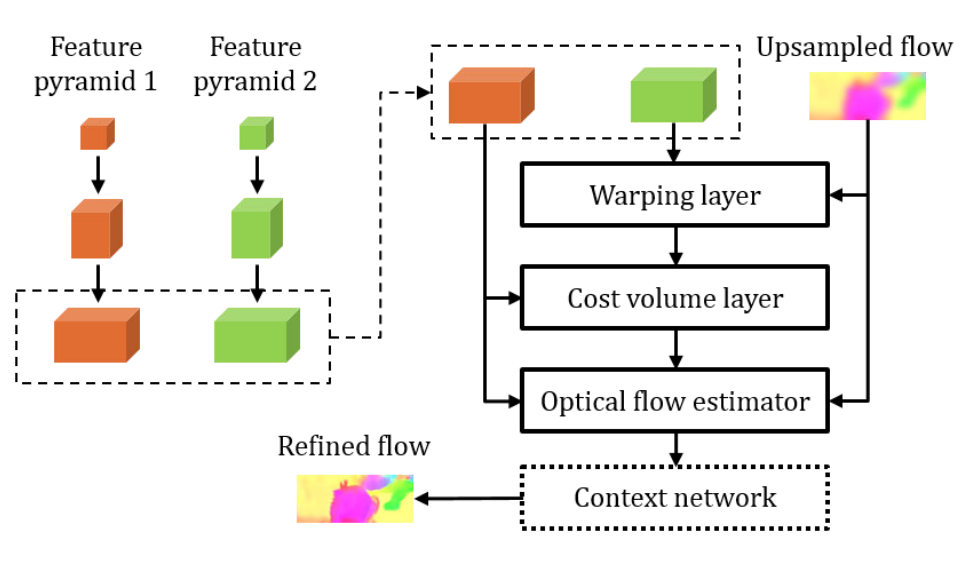 Feature
pyramid 1
Feature
pyramid 2
Upsampled flow
Warping layer
Cost volume layer
Optical flow estimator
Refined flow
Context network